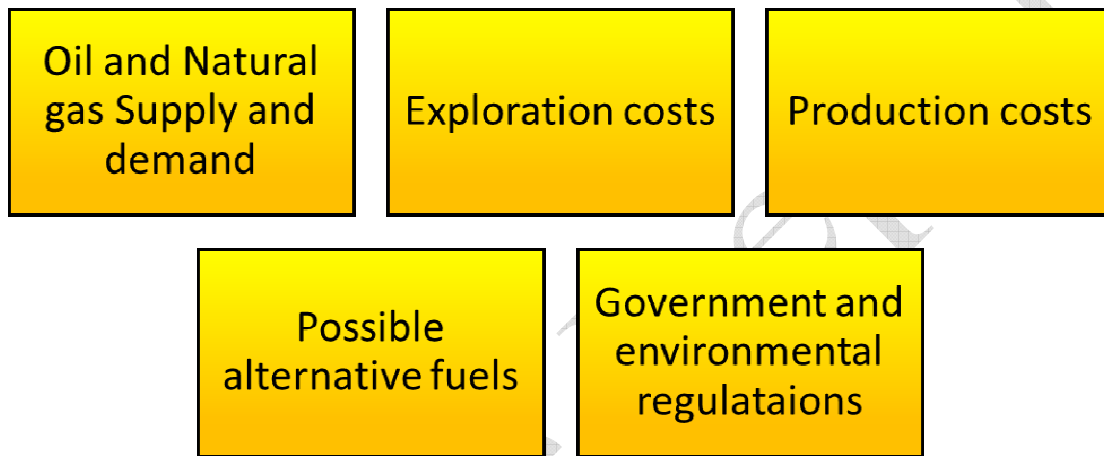 Oil and Natural
gas Supply and
demand
Exploration costs
Production costs
Possible
alternative fuels
Government and
environmental
regulataions